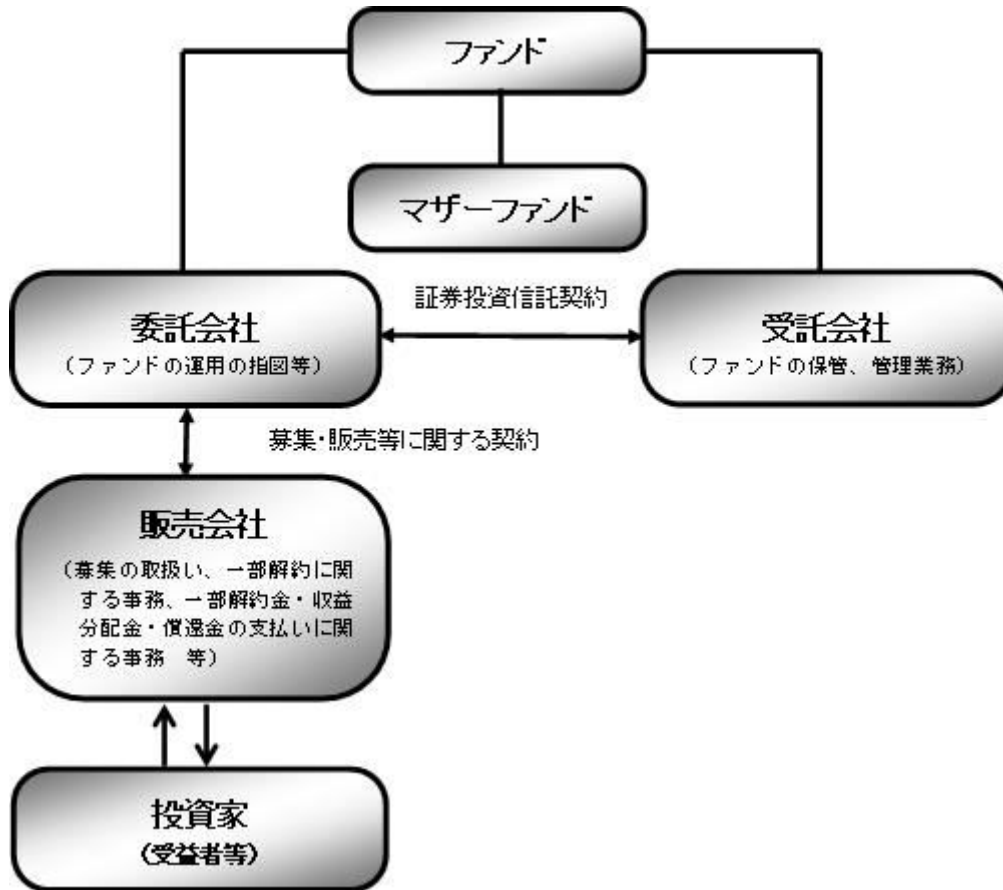 ファンド
マザーファンド
証券投資信託契約
委託会社
（ファンドの運用の指図等）
受託会社
（ファンドの保管、管理業務）
募集・販売等に関する契約
販売会社
（募集の取扱い、一部解約に関
する事務、一部解約金・収益
分配金・償還金の支払いに関
する事務　等）
投資家
（受益者等）